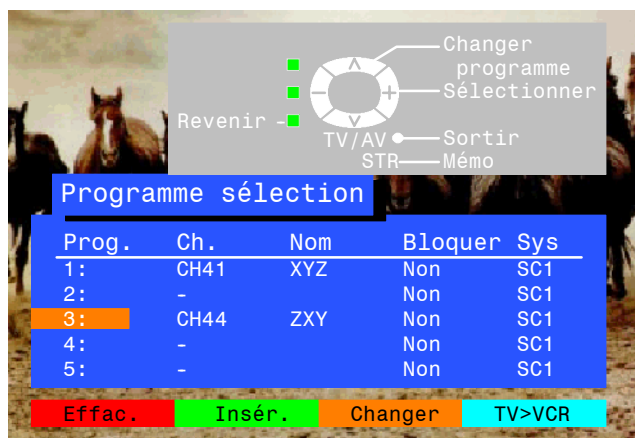 Changer
programme
Sélectionner
Revenir
TV/AV Sortir
STR Mémo
Programme sélection
Prog. Ch. Nom Bloquer Sys
1: CH41 XYZ Non SC1
2: - Non SC1
3: CH44 ZXY Non SC1
4: - Non SC1
5: - Non SC1
Effac. Insér. Changer TV>VCR